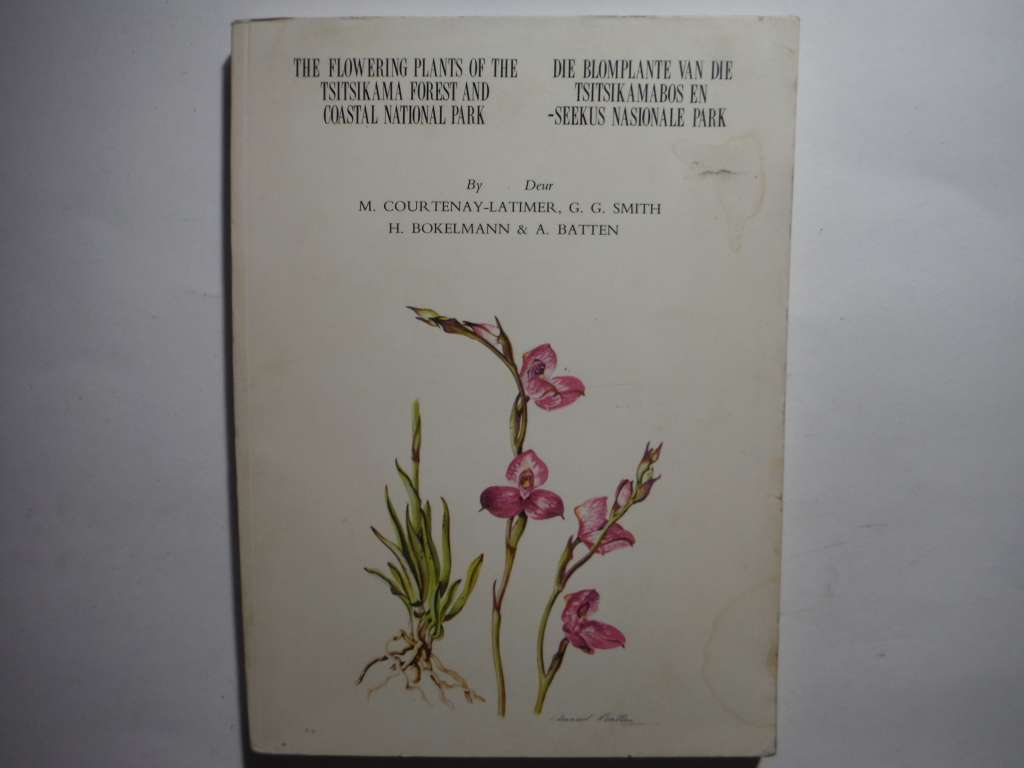 THE FLOWERING PLANTS OF THE
TSITSIKAMA FOREST AND
COASTAL NATIONAL PARK
DIE BLOMPLANTE VAN DIE
TSITSIKAMABOS EN
-SEEKUS NASIONALE PARK
By Deur
M. COURTENAY-LATIMER, G. G. SMITH
H. BOKELMANN & A. BATTEN
Batten